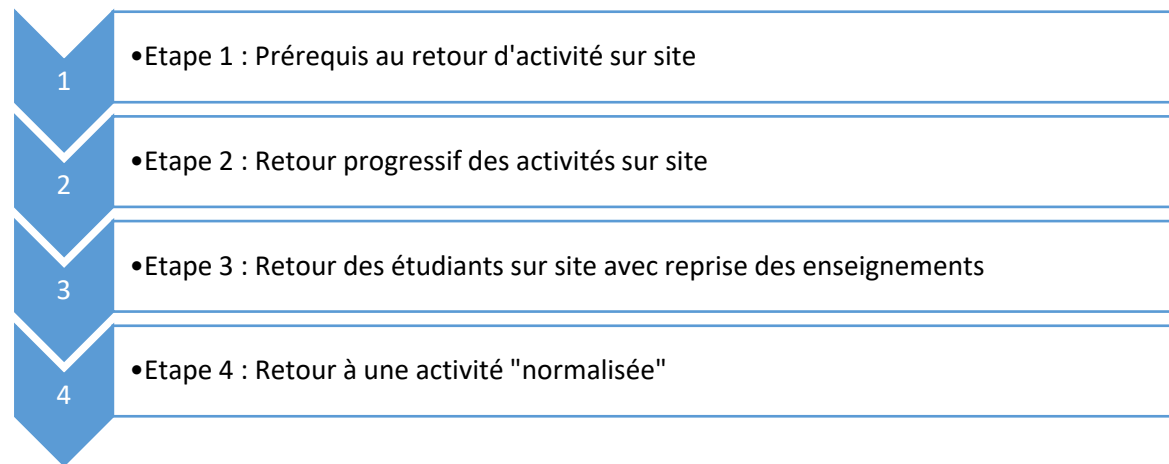 1
•Etape 1 : Prérequis au retour d'activité sur site
2
•Etape 2 : Retour progressif des activités sur site
3
•Etape 3 : Retour des étudiants sur site avec reprise des enseignements
4
•Etape 4 : Retour à une activité "normalisée"